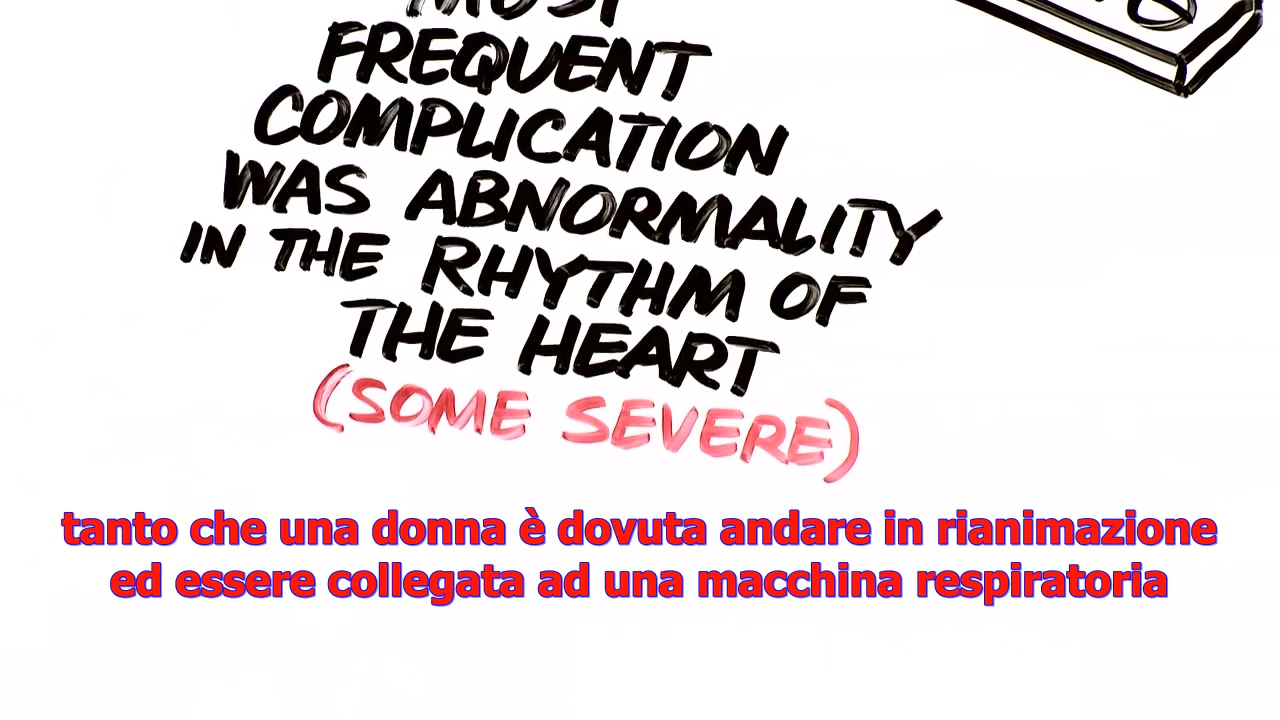 MOST
FREQUENT
COMPLICATION
WAS ABNORMALITY
IN THE RHYTHM OF
THE HEART
(SOME SEVERE)
tanto che una donna è dovuta andare in rianimazione
ed essere collegata ad una macchina respiratoria